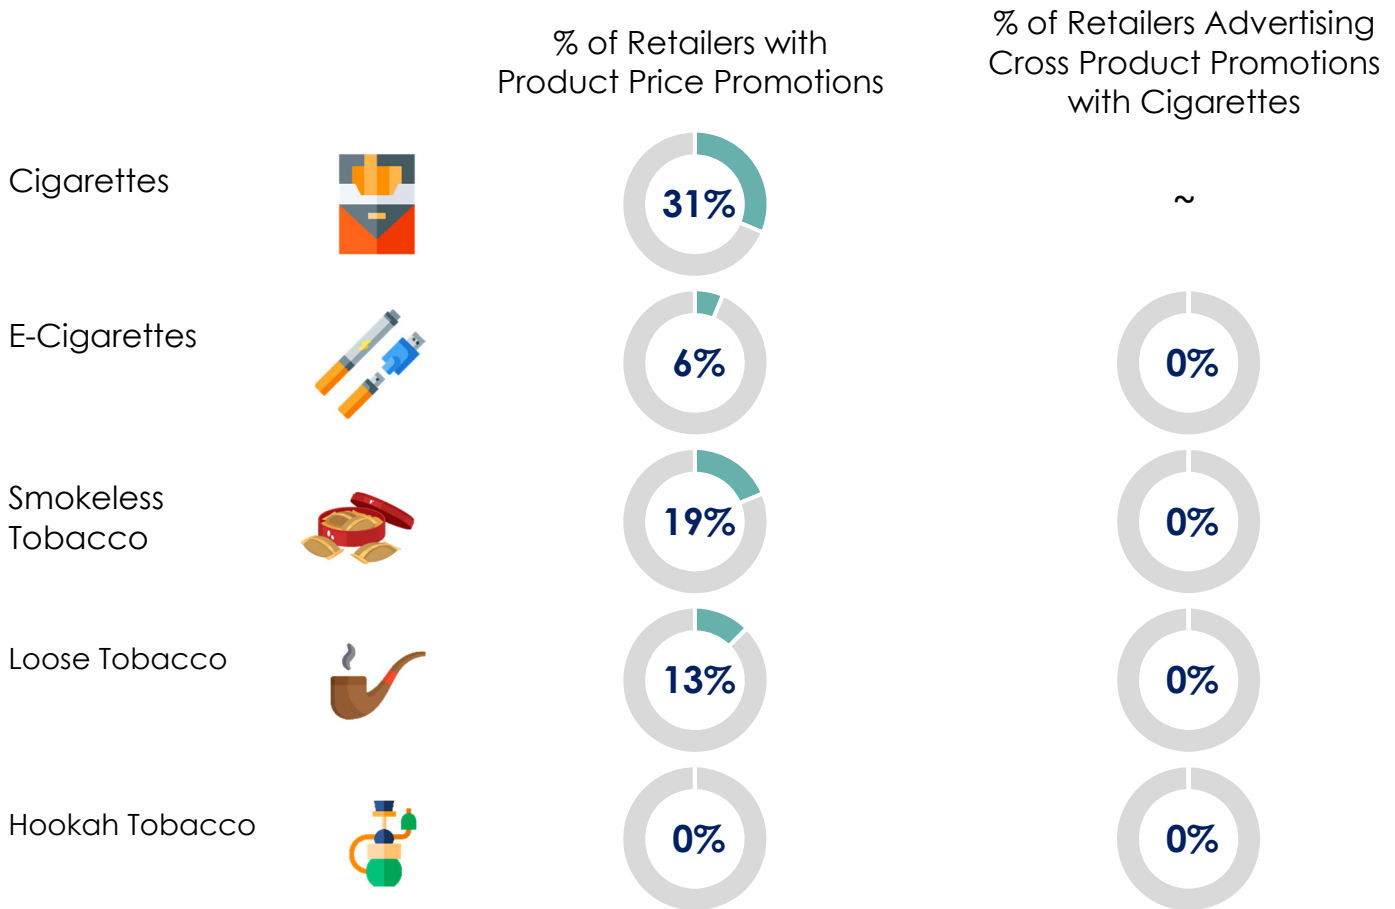 % of Retailers with
Product Price Promotions
% of Retailers Advertising
Cross Product Promotions
with Cigarettes
Cigarettes
31%
~
E-Cigarettes
6%
0%
Smokeless
Tobacco
19%
0%
Loose Tobacco
13%
0%
Hookah Tobacco
0%
0%